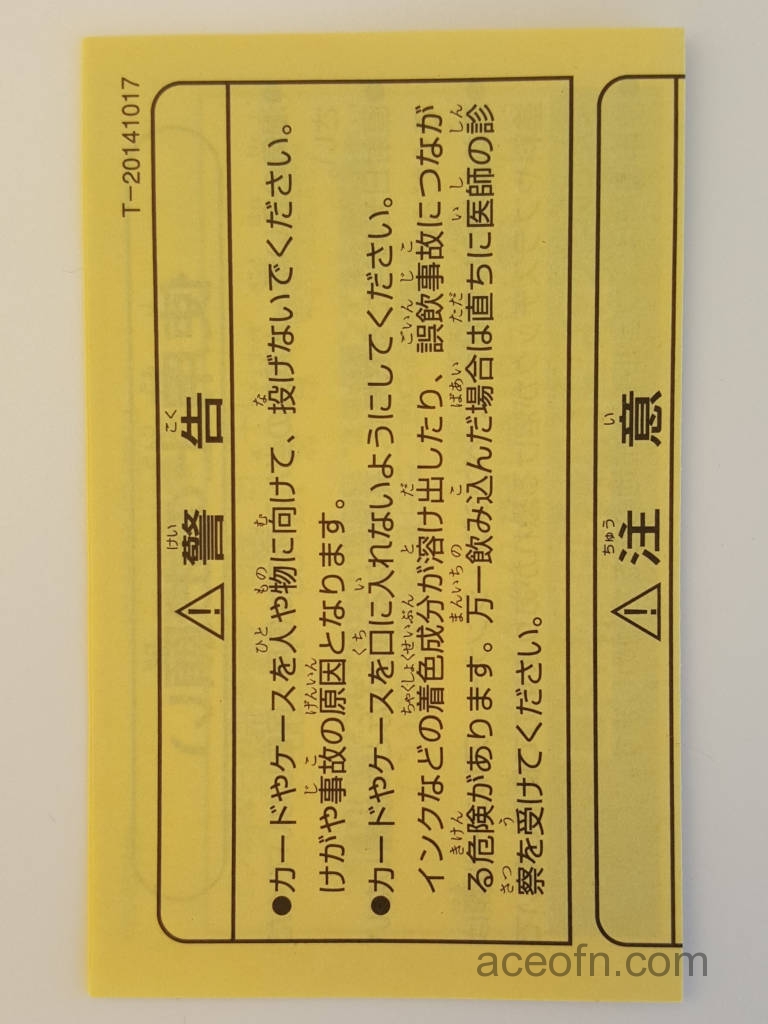 T-20141017
⚠警告
●カードやケースを人や物に向けて、投げないでください。
けがや事故の原因となります。
●カードやケースを口に入れないようにしてください。
インクなどの着色成分が溶け出したり、誤飲事故につなが
る危険があります。万一飲み込んだ場合は直ちに医師の診
察を受けてください。
⚠注意
aceofn.com